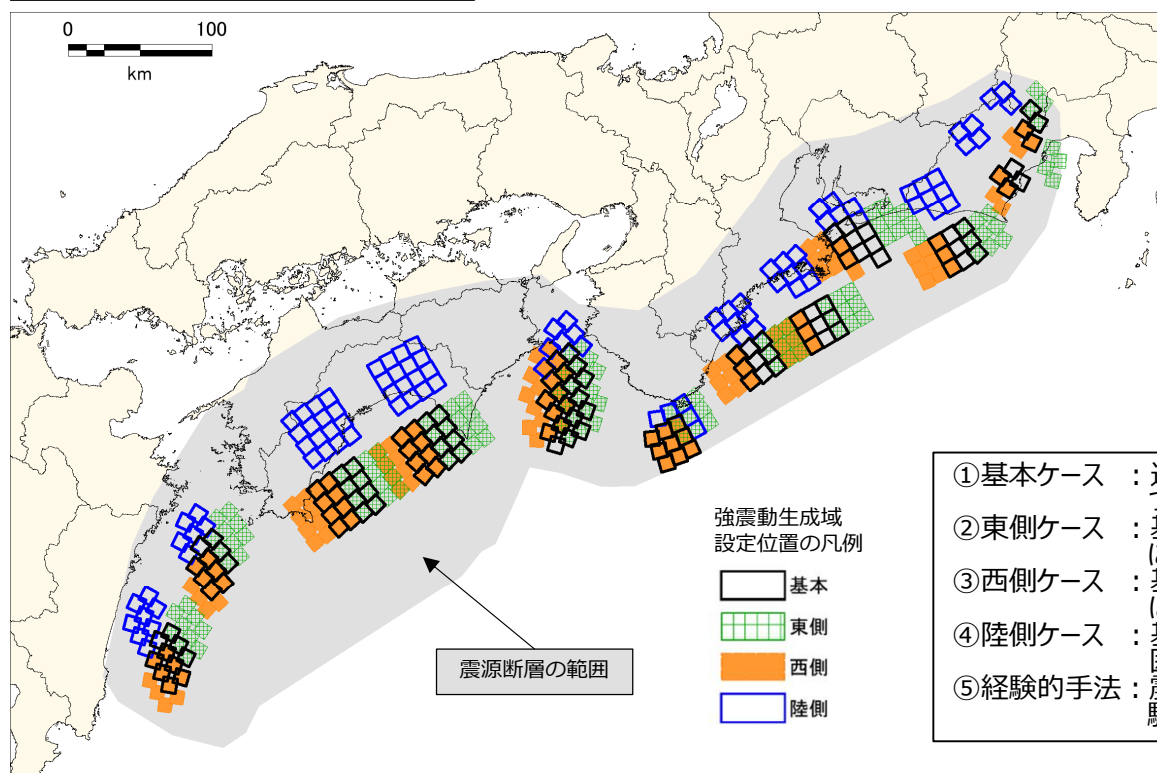 0 100
km
強震動生成域
設定位置の凡例
基本
東側
西側
陸側
震源断層の範囲
①基本ケース :
②東側ケース :
③西側ケース :
④陸側ケース :
⑤経験的手法: